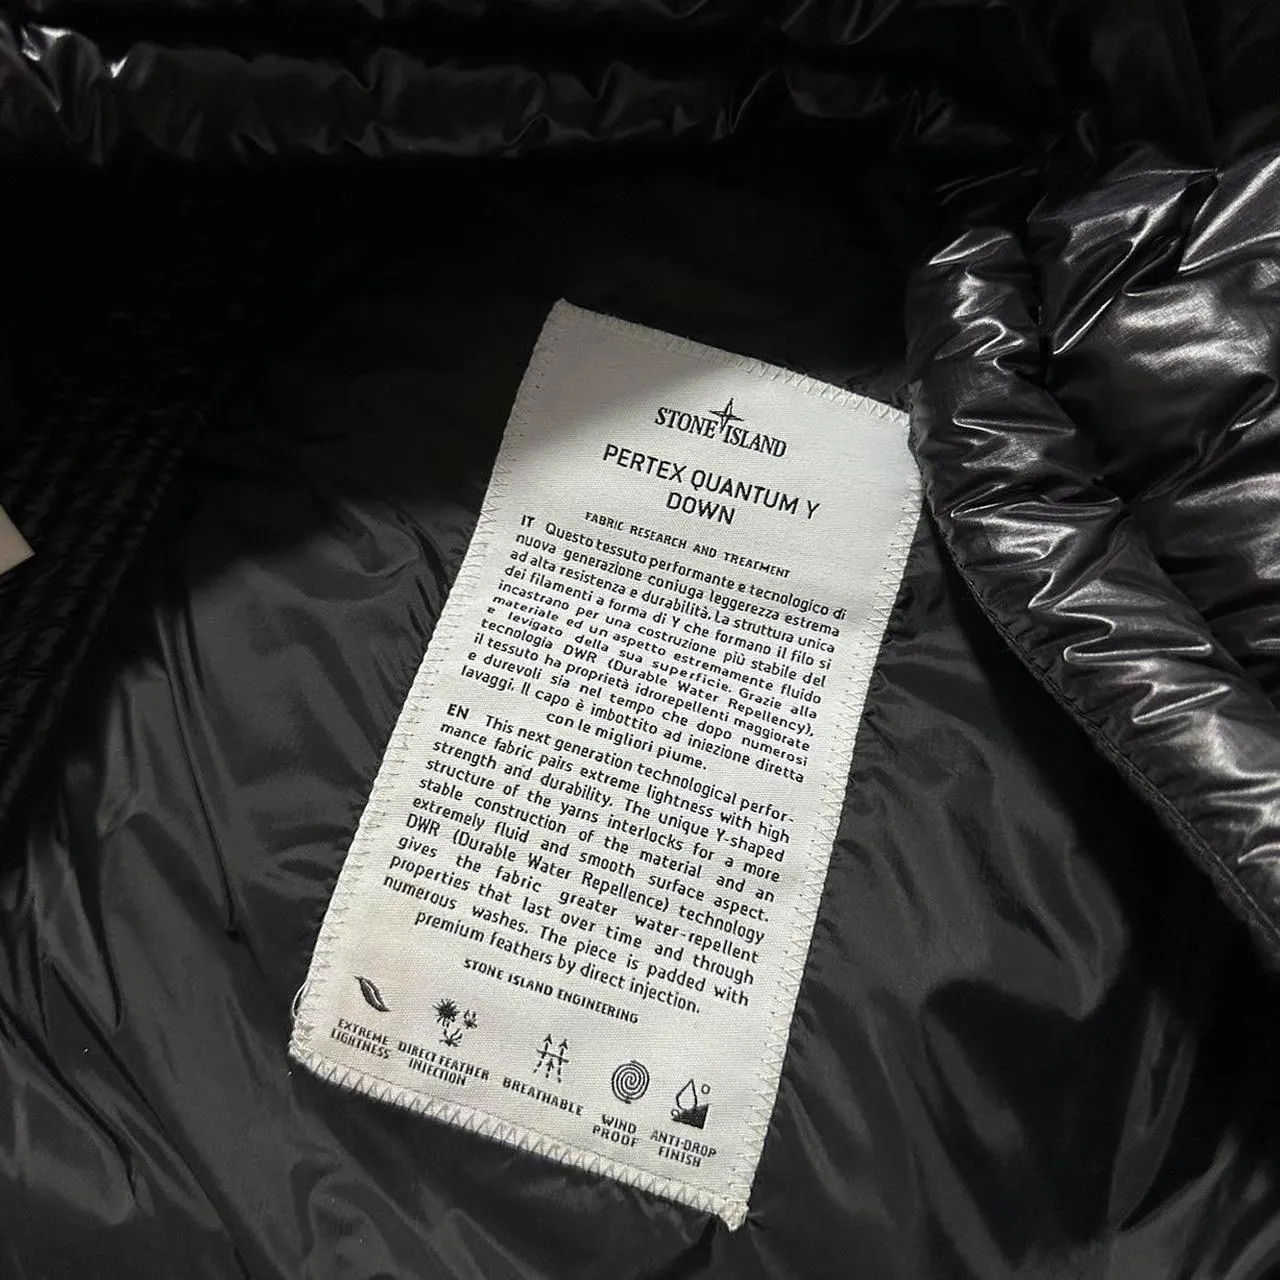 STONE ISLAND
PERTEX QUANTUM Y
DOWN
FABRIC RESEARCH AND TREATMENT
IT Questo tessuto performante e tecnologico di
nuova generazione coniuga leggerezza estrema
ad alta resistenza e durabilità. La struttura unica
dei filamenti a forma di Y che formano il filo si
incastrano per una costruzione più stabile del
materiale ed un aspetto estremamente fluido
e levigato della sua superficie. Grazie alla
tecnologia DWR (Durable Water Repellency),
il tessuto ha proprietà idrorepellenti maggiorate
e durevoli sia nel tempo che dopo numerosi
lavaggi. Il capo è imbottito ad iniezione diretta
con le migliori piume.
EN This next generation technological perfor-
mance fabric pairs extreme lightness with high
strength and durability. The unique Y-shaped
structure of the yarns interlocks for a more
stable construction of the material and an
extremely fluid and smooth surface aspect.
DWR (Durable Water Repellence) technology
gives the fabric greater water-repellent
properties that last over time and through
numerous washes. The piece is padded with
premium feathers by direct injection.
STONE ISLAND ENGINEERING
EXTREME
LIGHTNESS
DIRECT FEATHER
INJECTION
BREATHABLE
WIND
PROOF
ANTI-DROP
FINISH